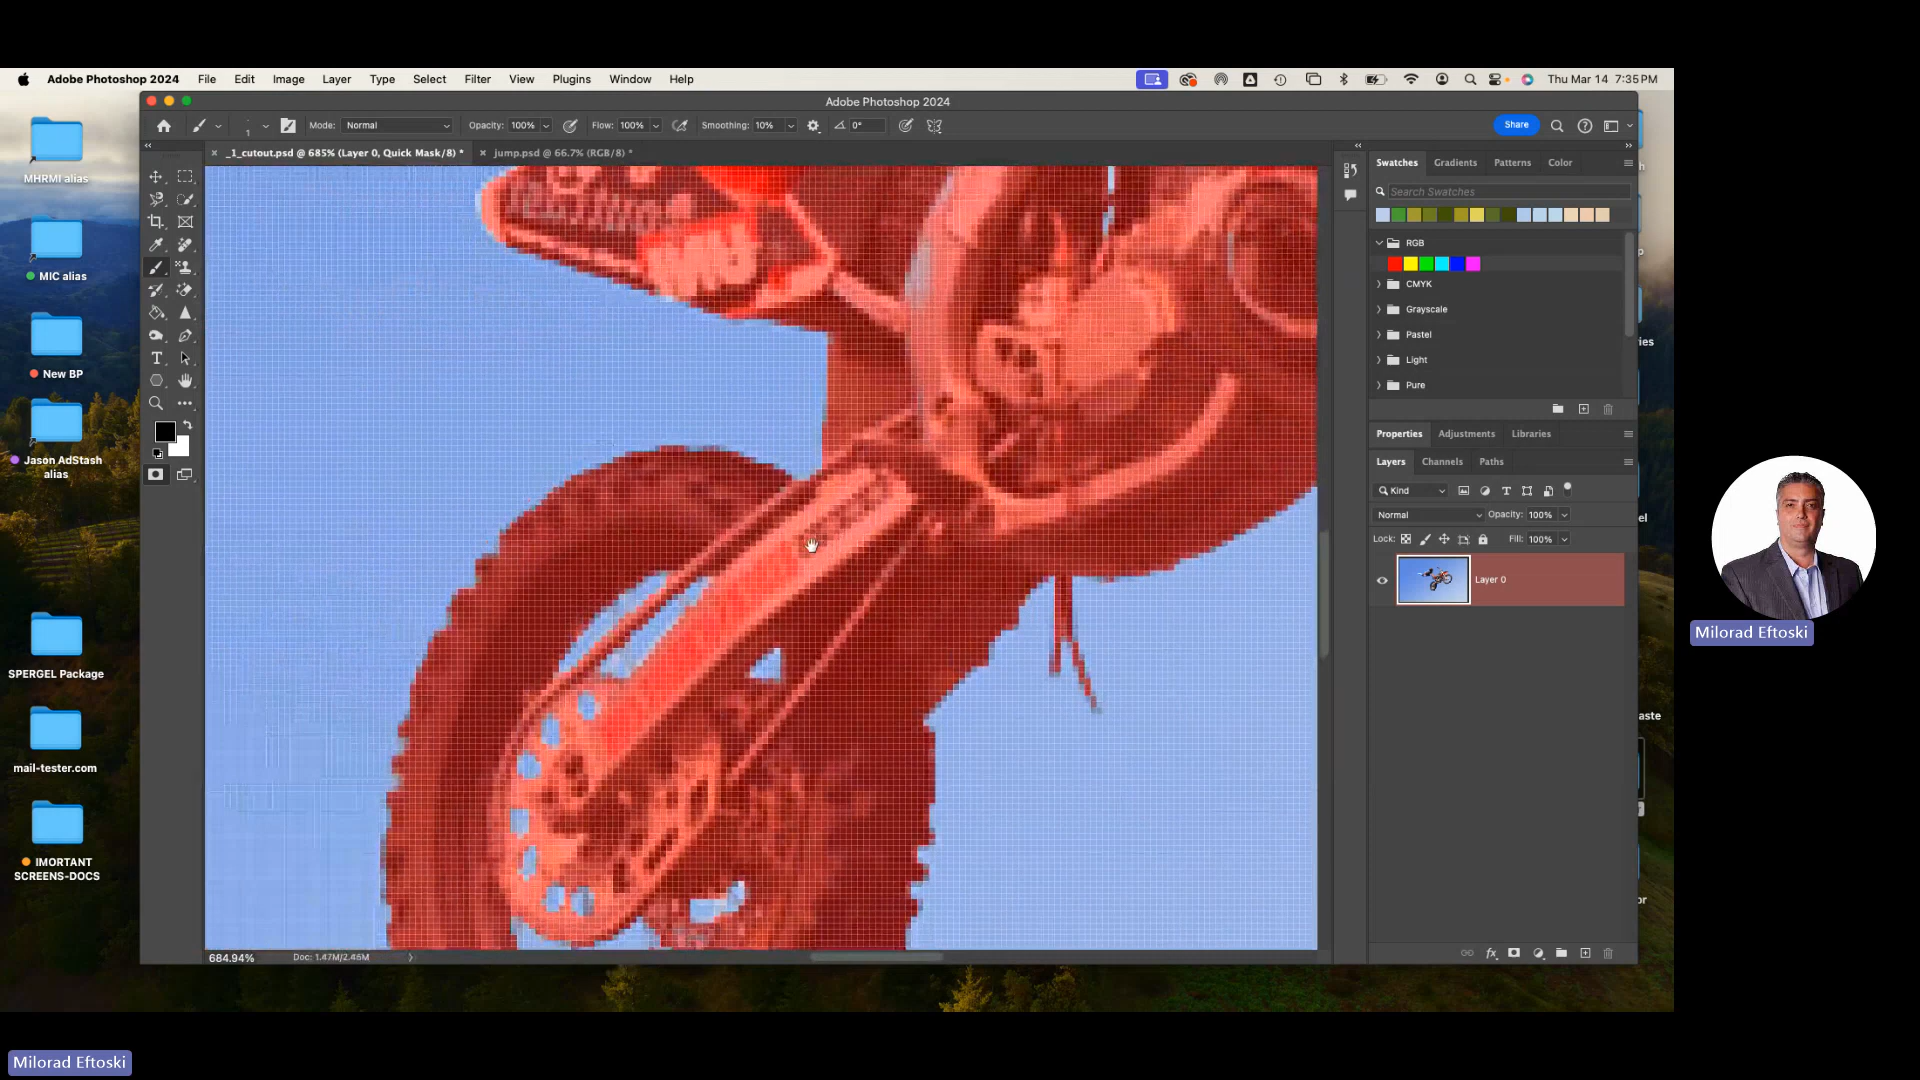 Adobe Photoshop 2024 File Edit Image Layer Type Select Filter View Plugins Window Help Thu Mar 14 7:35PM
Adobe Photoshop 2024
Mode: Normal Opacity: 100% Flow: 100% Smoothing: 10% 0° Share
_1_cutout.psd @ 685% (Layer 0, Quick Mask/8) * jump.psd @ 66.7% (RGB/8) *
MHRMI alias
MIC alias
New BP
Jason AdStash
alias
SPERGEL Package
mail-tester.com
IMORTANT
SCREENS-DOCS
Swatches Gradients Patterns Color
Search Swatches
RGB
CMYK
Grayscale
Pastel
Light
Pure
Properties Adjustments Libraries
Layers Channels Paths
Kind
Normal Opacity: 100%
Lock: Fill: 100%
Layer 0
684.94% Doc: 1.47M/2.46M
ies
el
aste
or
Milorad Eftoski
Milorad Eftoski